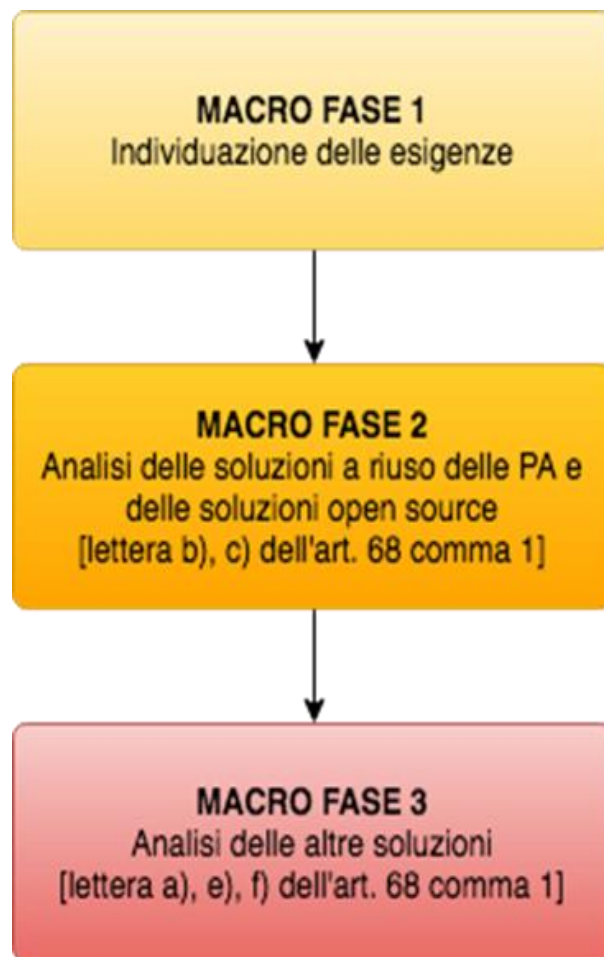 MACRO FASE 1
Individuazione delle esigenze
MACRO FASE 2
Analisi delle soluzioni a riuso delle PA e
delle soluzioni open source
[lettera b), c) dell'art. 68 comma 1]
MACRO FASE 3
Analisi delle altre soluzioni
[lettera a), e), f) dell'art. 68 comma 1]